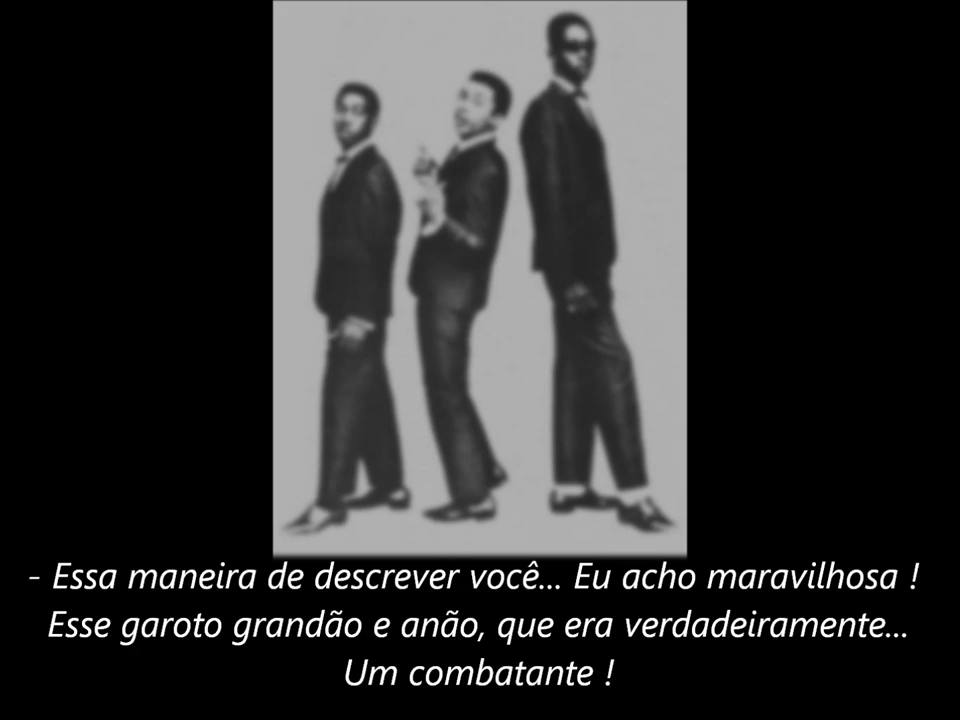 - Essa maneira de descrever você... Eu acho maravilhosa !
Esse garoto grandão e anão, que era verdadeiramente...
Um combatante !